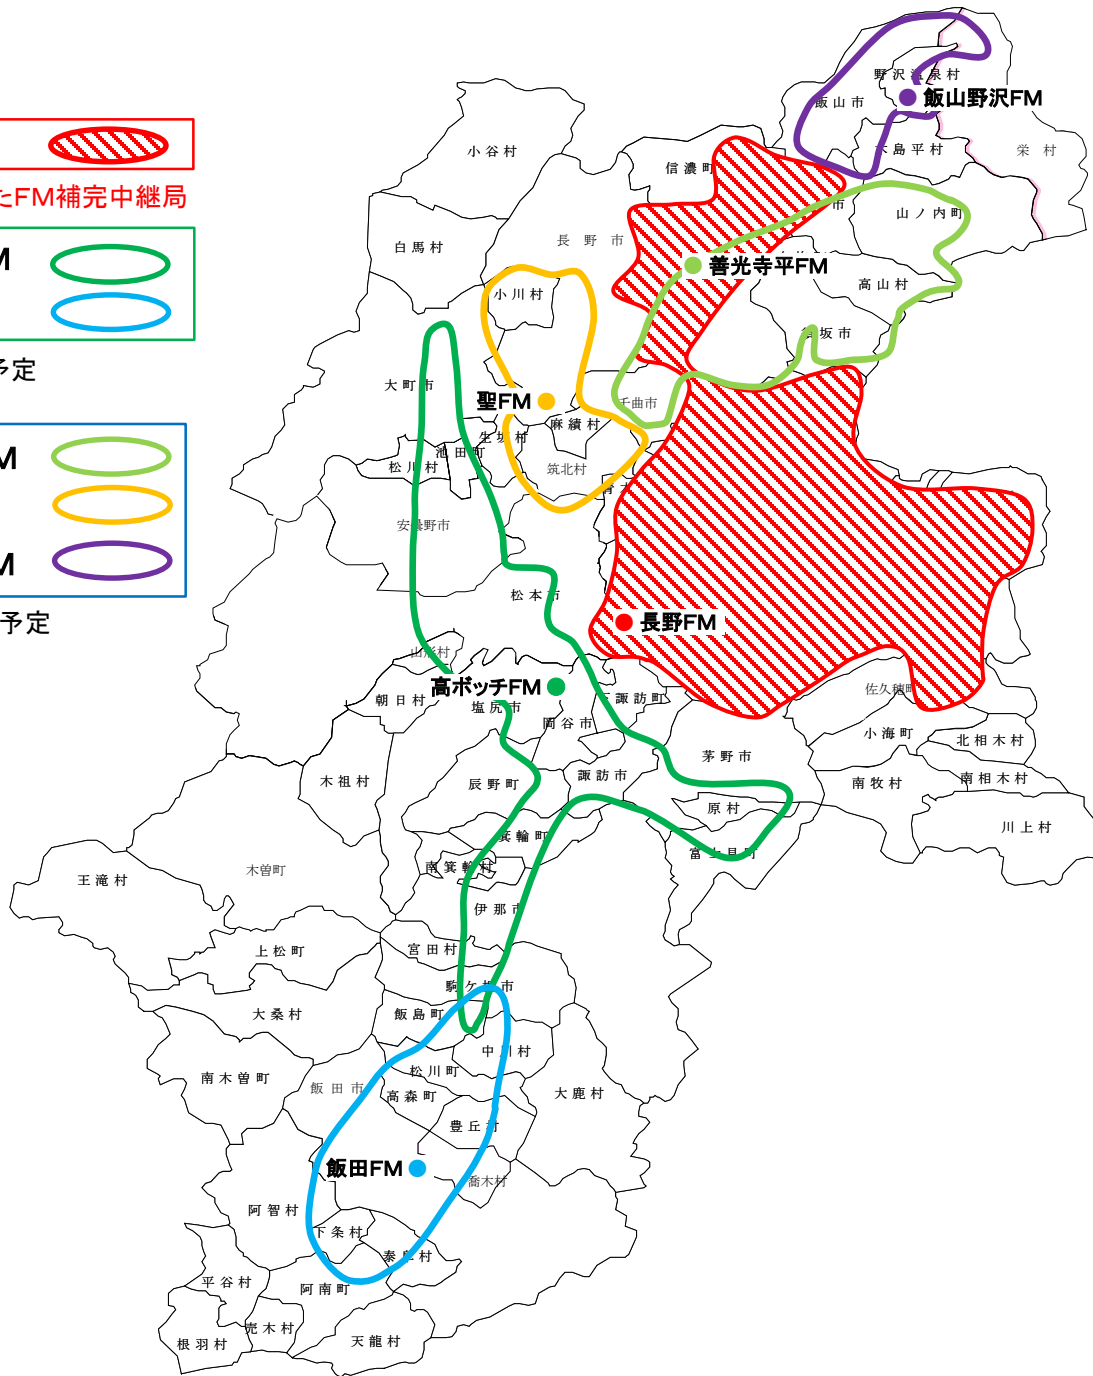 たFM補完中継局
M
予定
M
M
予定
野沢温泉村
飯山市
飯山野沢FM
木島平村
栄村
小谷村
信濃町
市
山ノ内町
白馬村
長野市
善光寺平FM
高山村
小川村
須坂市
大町市
聖FM
千曲市
麻績村
生坂村
池田町
松川村
筑北村
青木
安曇野市
松本市
長野FM
山形村
佐久穂町
高ボッチFM
朝日村
塩尻市
下諏訪町
岡谷市
小海町
北相木村
茅野市
木祖村
辰野町
諏訪市
南牧村
南相木村
原村
川上村
箕輪町
富士見町
南箕輪村
木曽町
王滝村
伊那市
上松町
宮田村
駒ケ根市
大桑村
飯島町
中川村
松川町
南木曽町
飯田市
高森町
大鹿村
豊丘村
飯田FM
喬木村
阿智村
下条村
泰阜村
平谷村
阿南町
売木村
根羽村
天龍村